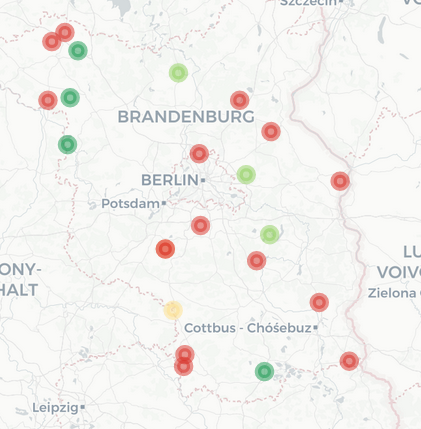 Szczecin
BRANDENBURG
BERLIN
Potsdam
ONY-
HALT
LU
VOIVO
Zielona
Cottbus - Chóśebuz
Leipzig